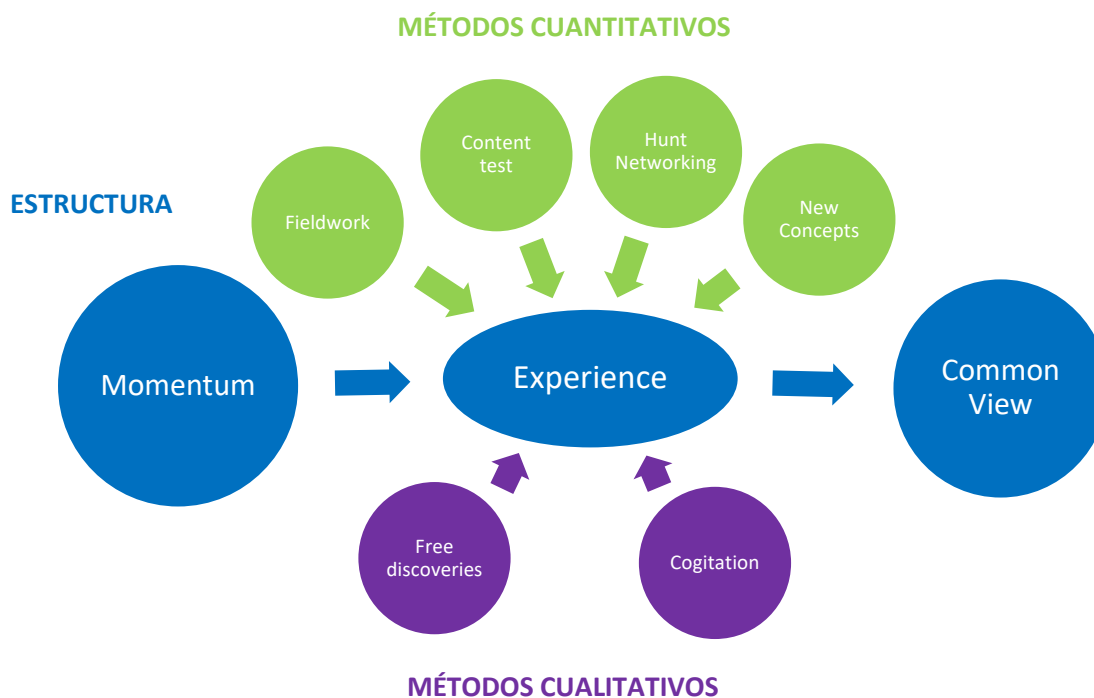 MÉTODOS CUANTITATIVOS
Content
test
Hunt
Networking
ESTRUCTURA
Fieldwork
New
Concepts
Momentum
Experience
Common
View
Free
discoveries
Cogitation
MÉTODOS CUALITATIVOS